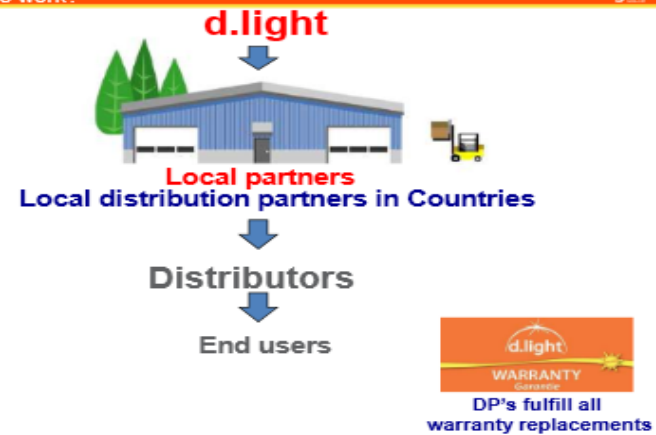 d.light
Local partners
Local distribution partners in Countries
Distributors
End users
d.light
WARRANTY
Garantie
DP's fulfill all
warranty replacements